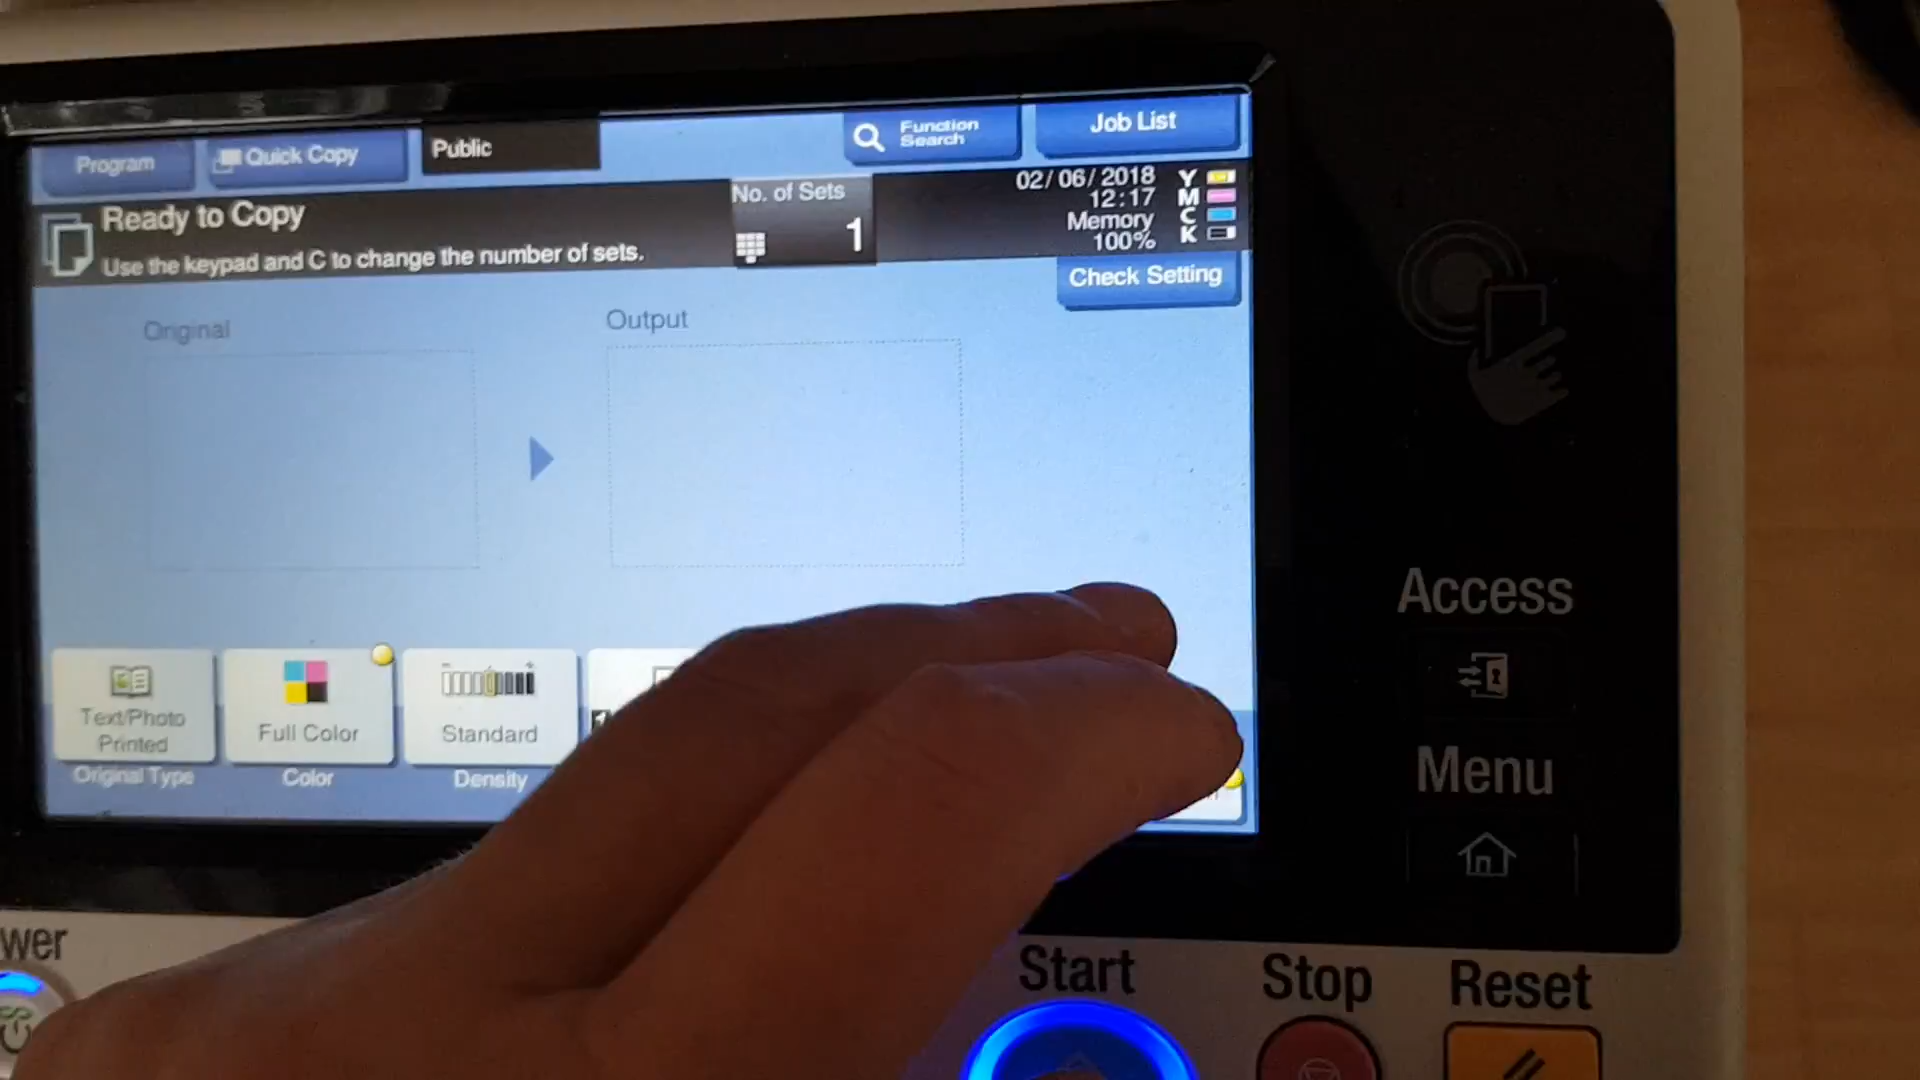 Program
Quick Copy
Public
Function
Search
Job List
Ready to Copy
Use the keypad and C to change the number of sets.
No. of Sets
1
02/06/2018
12:17
Memory
100%
Y
M
C
K
Check Setting
Original
Output
Text/Photo
Printed
Original Type
Full Color
Color
Standard
Density
Access
Menu
wer
Start
Stop
Reset